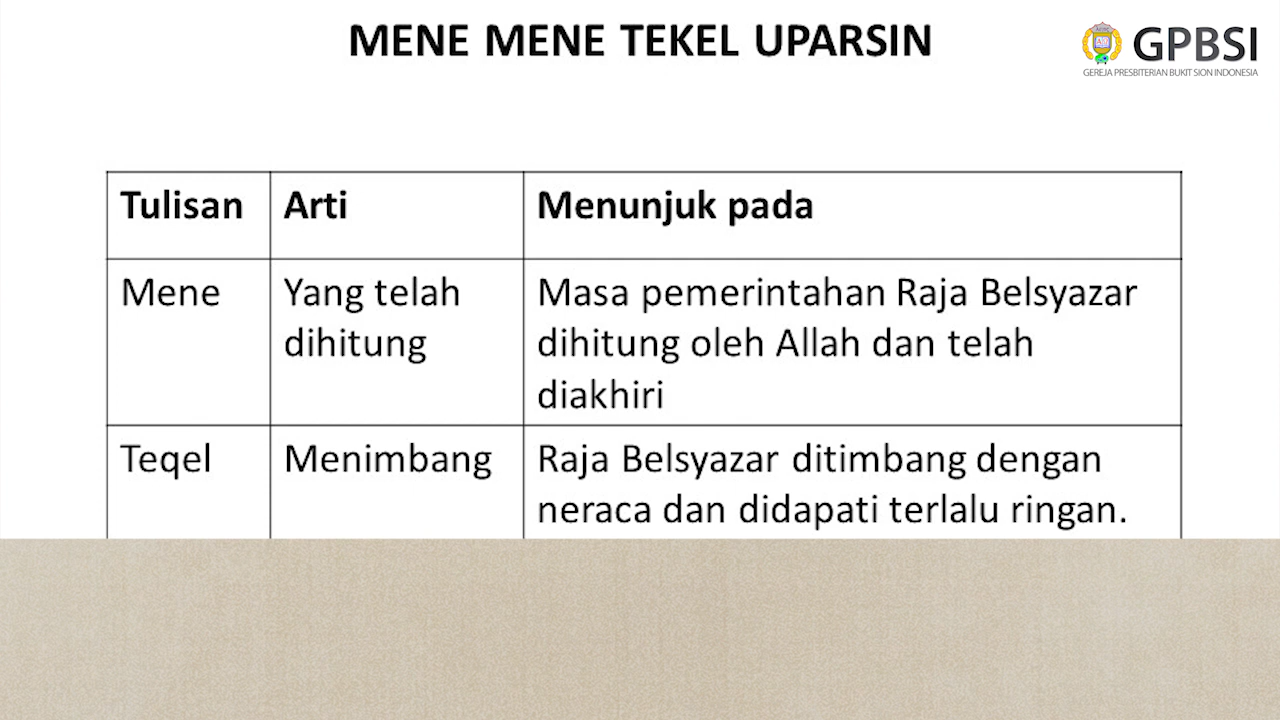 MENE MENE TEKEL UPARSIN
GPBSI
GEREJA PRESBITERIAN BUKIT SION INDONESIA
Tulisan Arti Menunjuk pada
Mene Yang telah Masa pemerintahan Raja Belsyazar
dihitung dihitung oleh Allah dan telah
diakhiri
Teqel Menimbang Raja Belsyazar ditimbang dengan
neraca dan didapati terlalu ringan.